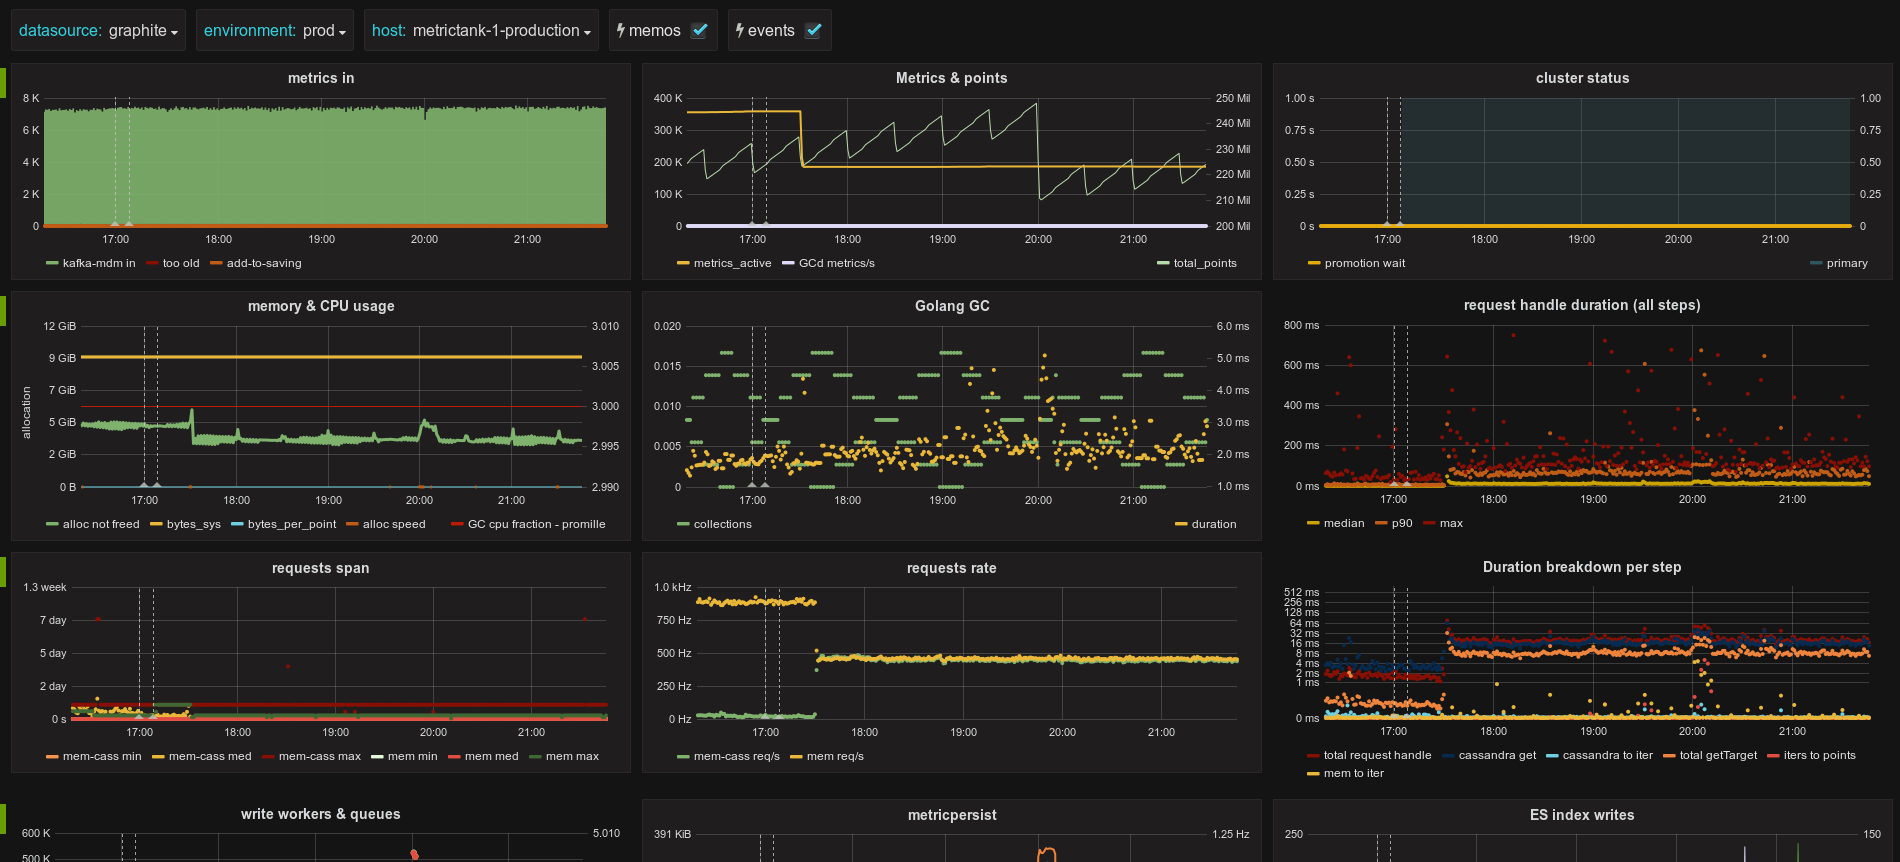 datasource: graphite environment: prod host: metrictank-1-production memos events
metrics in
8 K
6 K
4 K
2 K
0
17:00 18:00 19:00 20:00 21:00
kafka-mdm in too old add-to-saving
Metrics & points
400 K 250 Mil
240 Mil
300 K
230 Mil
200 K
220 Mil
100 K
210 Mil
0 200 Mil
17:00 18:00 19:00 20:00 21:00
metrics_active GCd metrics/s total_points
cluster status
1.00 s 1.00
0.75 s 0.75
0.50 s 0.50
0.25 s 0.25
0 s 0
17:00 18:00 19:00 20:00 21:00
promotion wait primary
memory & CPU usage
allocation
12 GiB 3.010
9 GiB
3.005
7 GiB
3.000
5 GiB
2.995
2 GiB
0 B 2.990
17:00 18:00 19:00 20:00 21:00
alloc not freed bytes_sys bytes_per_point alloc speed GC cpu fraction - promille
Golang GC
0.020 6.0 ms
5.0 ms
0.015
4.0 ms
0.010
3.0 ms
0.005
2.0 ms
0 1.0 ms
17:00 18:00 19:00 20:00 21:00
collections duration
request handle duration (all steps)
800 ms
600 ms
400 ms
200 ms
0 ms
17:00 18:00 19:00 20:00 21:00
median p90 max
requests span
1.3 week
7 day
5 day
2 day
0 s
17:00 18:00 19:00 20:00 21:00
mem-cass min mem-cass med mem-cass max mem min mem med mem max
requests rate
1.0 kHz
750 Hz
500 Hz
250 Hz
0 Hz
17:00 18:00 19:00 20:00 21:00
mem-cass req/s mem req/s
Duration breakdown per step
512 ms
256 ms
128 ms
64 ms
32 ms
16 ms
8 ms
4 ms
2 ms
1 ms
0 ms
17:00 18:00 19:00 20:00 21:00
total request handle cassandra get cassandra to iter total getTarget iters to points
mem to iter
write workers & queues
600 K 5.010
500 K
metricpersist
391 KiB 1.25 Hz
ES index writes
250 150